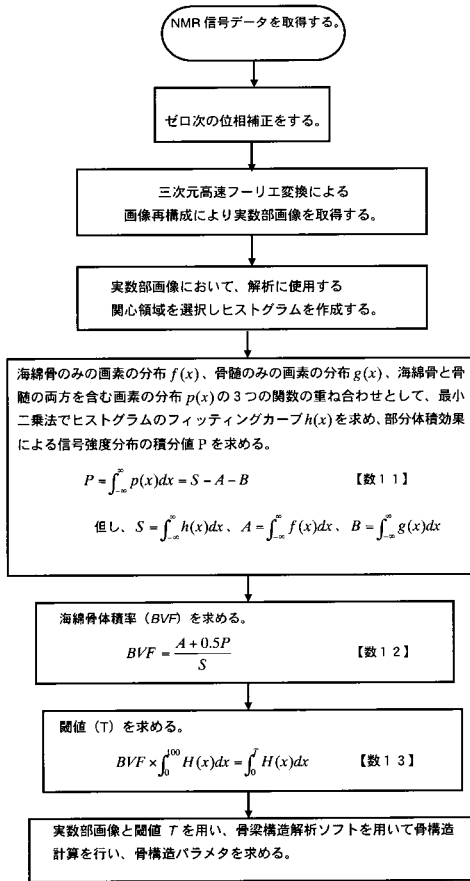 NMR 信号データを取得する。
ゼロ次の位相補正をする。
三次元高速フーリエ変換による
画像再構成により実数部画像を取得する。
実数部画像において、解析に使用する
関心領域を選択しヒストグラムを作成する。
海綿骨のみの画素の分布 f(x)、骨髄のみの画素の分布 g(x)、海綿骨と骨
髄の両方を含む画素の分布 p(x) の3つの関数の重ね合わせとして、最小
二乗法でヒストグラムのフィッティングカーブ h(x) を求め、部分体積効果
による信号強度分布の積分値 P を求める。
P = ∫_{-∞}^{∞} p(x)dx = S − A − B 【数11】
但し、S = ∫_{-∞}^{∞} h(x)dx、A = ∫_{-∞}^{∞} f(x)dx、B = ∫_{-∞}^{∞} g(x)dx
海綿骨体積率（BVF）を求める。
BVF = \frac{A + 0.5P}{S} 【数12】
閾値（T）を求める。
BVF × ∫_{0}^{100} H(x)dx = ∫_{0}^{T} H(x)dx 【数13】
実数部画像と閾値 T を用い、骨梁構造解析ソフトを用いて骨構造
計算を行い、骨構造パラメタを求める。